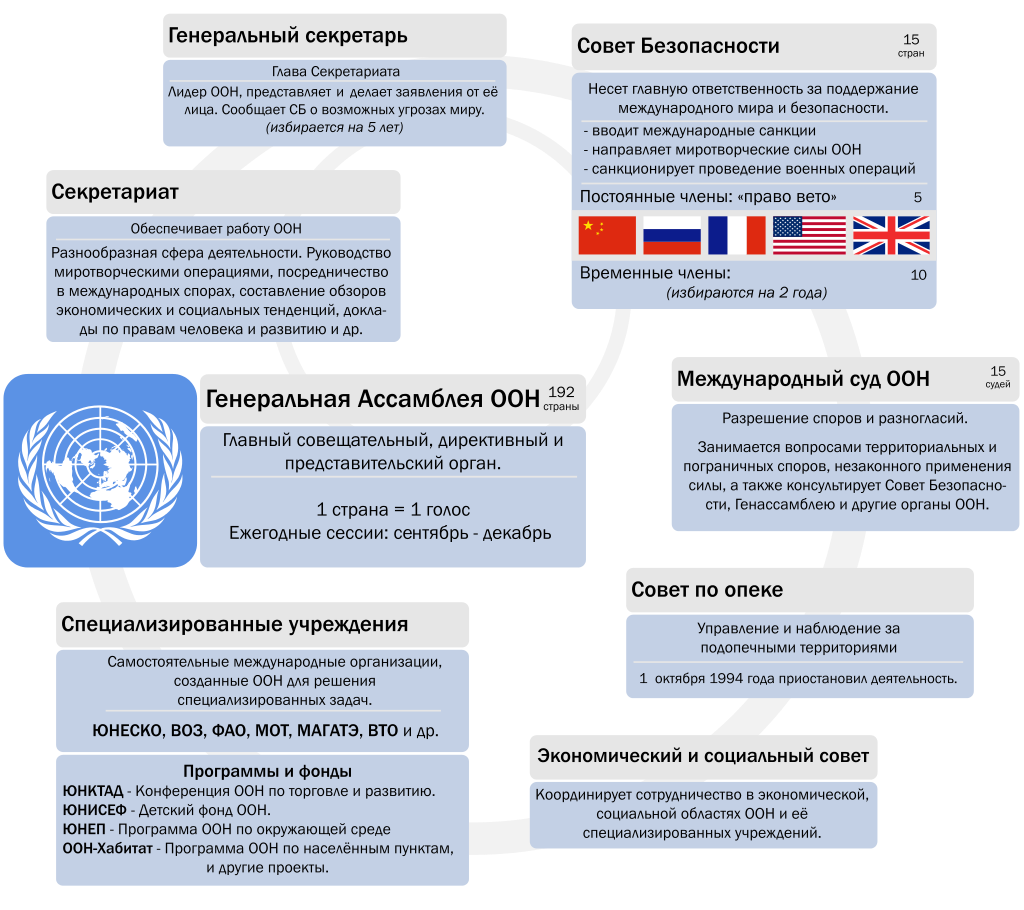 Генеральный секретарь
Глава Секретариата
Лидер ООН, представляет и делает заявления от её
лица. Сообщает СБ о возможных угрозах миру.
(избирается на 5 лет)
Совет Безопасности
15
стран
Несет главную ответственность за поддержание
международного мира и безопасности.
- вводит международные санкции
- направляет миротворческие силы ООН
- санкционирует проведение военных операций
Постоянные члены: «право вето» 5
Временные члены: 10
(избираются на 2 года)
Секретариат
Обеспечивает работу ООН
Разнообразная сфера деятельности. Руководство
миротворческими операциями, посредничество
в международных спорах, составление обзоров
экономических и социальных тенденций, докла-
ды по правам человека и развитию и др.
Генеральная Ассамблея ООН
192
страны
Главный совещательный, директивный и
представительский орган.
1 страна = 1 голос
Ежегодные сессии: сентябрь - декабрь
Международный суд ООН
15
судей
Разрешение споров и разногласий.
Занимается вопросами территориальных и
пограничных споров, незаконного применения
силы, а также консультирует Совет Безопасно-
сти, Генассамблею и другие органы ООН.
Совет по опеке
Управление и наблюдение за
подопечными территориями
1 октября 1994 года приостановил деятельность.
Специализированные учреждения
Самостоятельные международные организации,
созданные ООН для решения
специализированных задач.
ЮНЕСКО, ВОЗ, ФАО, МОТ, МАГАТЭ, ВТО и др.
Программы и фонды
ЮНКТАД - Конференция ООН по торговле и развитию.
ЮНИСЕФ - Детский фонд ООН.
ЮНЕП - Программа ООН по окружающей среде
ООН-Хабитат - Программа ООН по населённым пунктам,
и другие проекты.
Экономический и социальный совет
Координирует сотрудничество в экономической,
социальной областях ООН и её
специализированных учреждений.